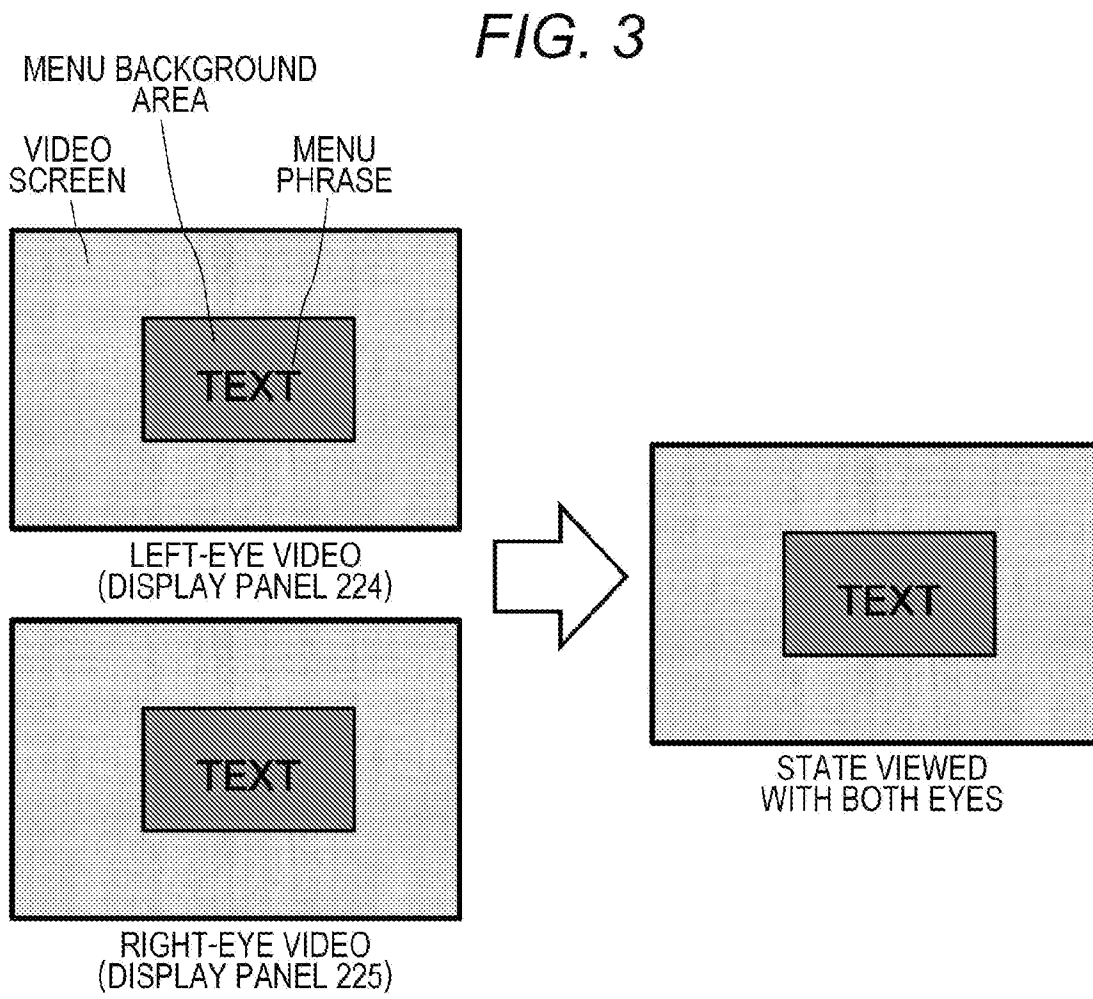 FIG. 3
MENU BACKGROUND
AREA
VIDEO
SCREEN
MENU
PHRASE
TEXT
LEFT-EYE VIDEO
(DISPLAY PANEL 224)
TEXT
RIGHT-EYE VIDEO
(DISPLAY PANEL 225)
TEXT
STATE VIEWED
WITH BOTH EYES